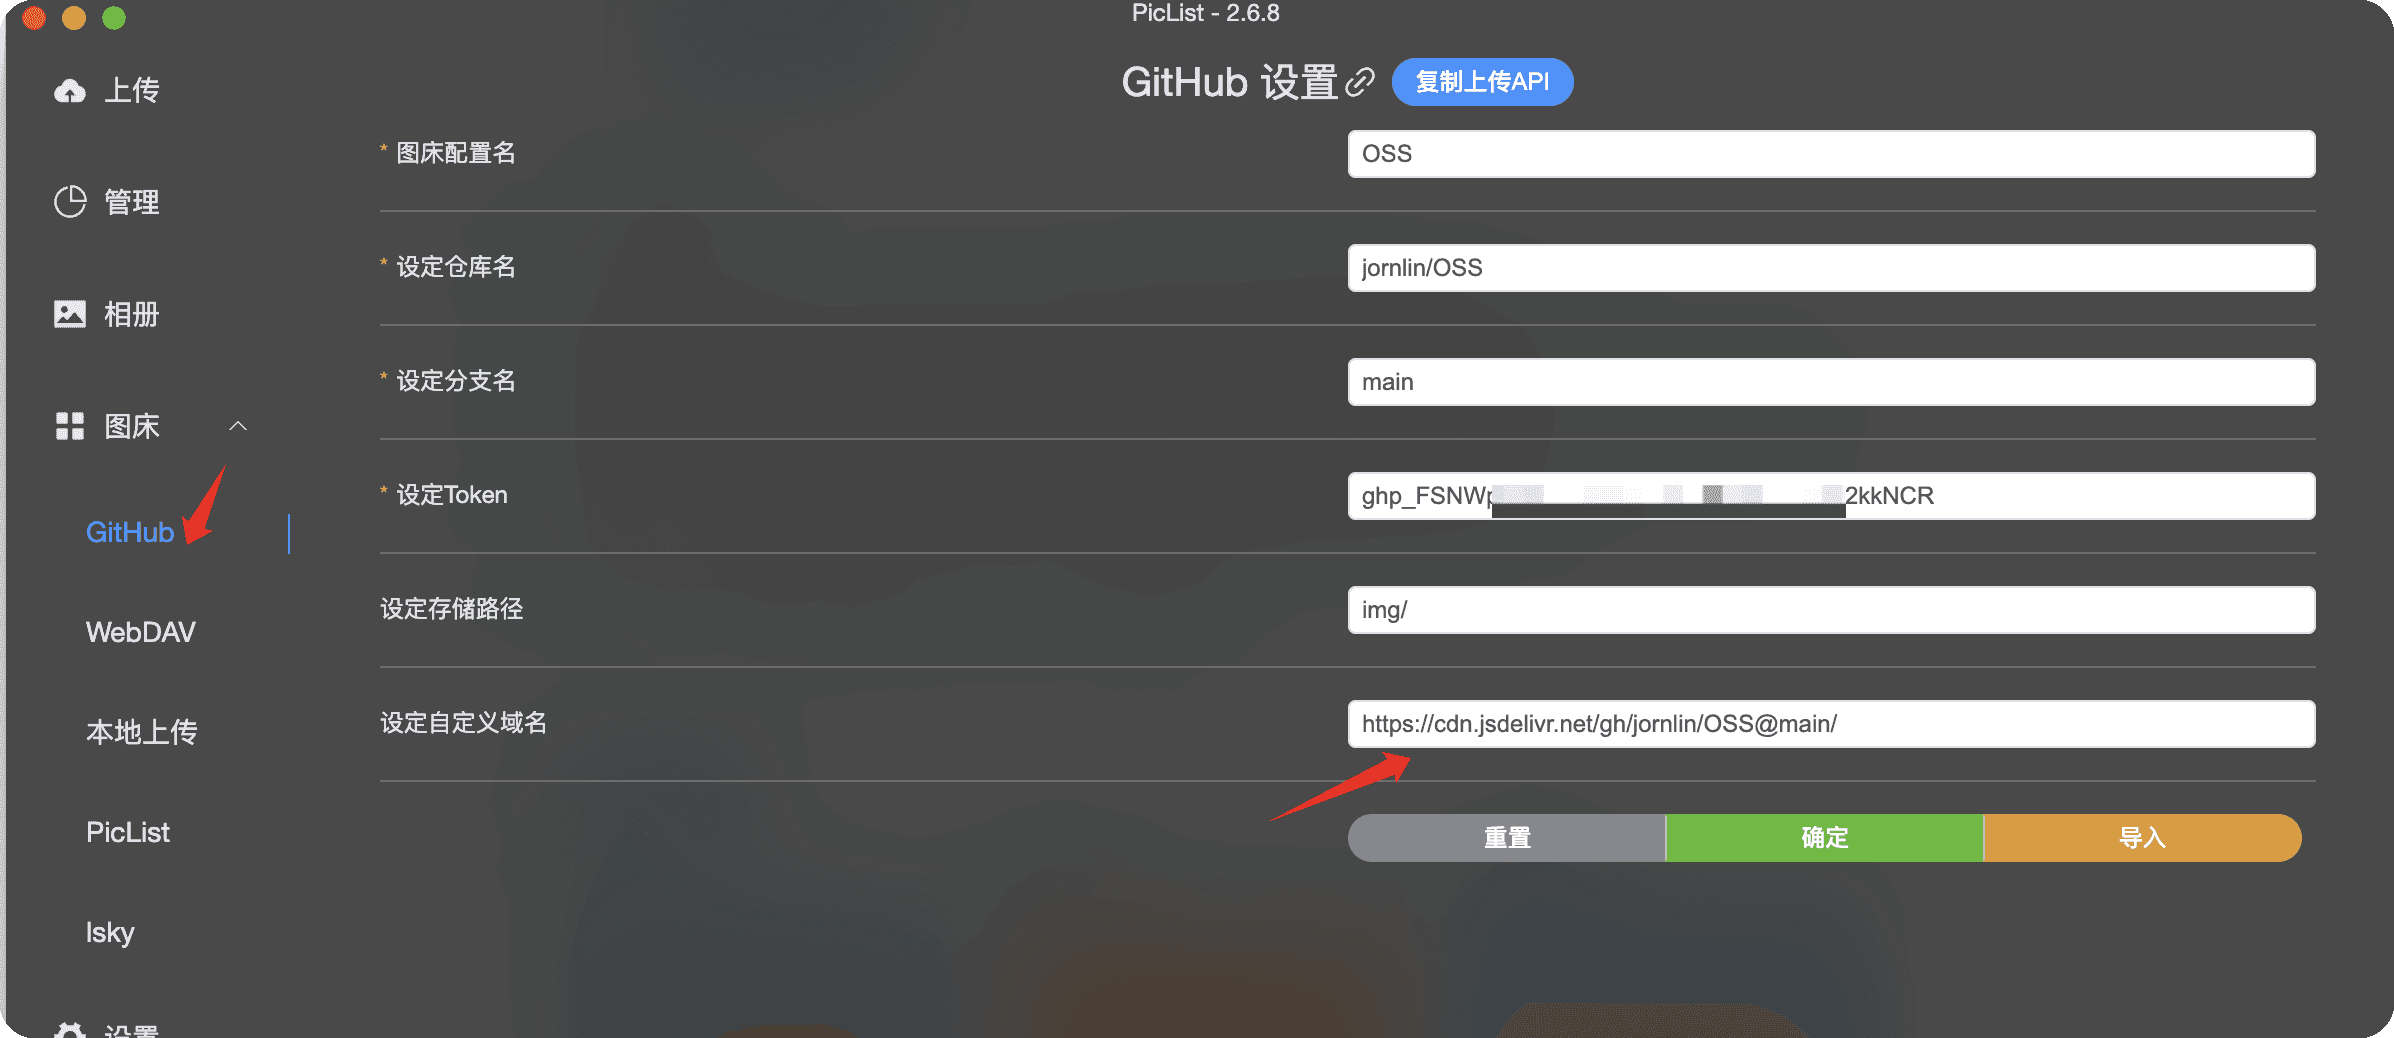 PicList - 2.6.8
上传
管理
相册
图床
GitHub
WebDAV
本地上传
PicList
lsky
设置
GitHub 设置
复制上传API
* 图床配置名
OSS
* 设定仓库名
jornlin/OSS
* 设定分支名
main
* 设定Token
ghp_FSNWp 2kkNCR
设定存储路径
img/
设定自定义域名
https://cdn.jsdelivr.net/gh/jornlin/OSS@main/
重置
确定
导入